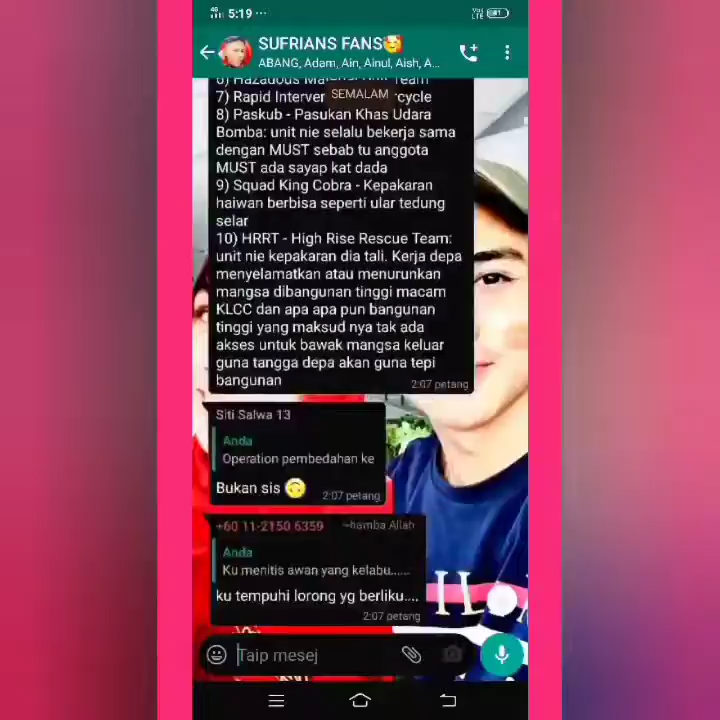 5:19
SUFRIANS FANS🥰
ABANG, Adam, Ain, Ainul, Aish, A...
6) Hazadous Material Unit Team
SEMALAM
7) Rapid Interver cycle
8) Paskub - Pasukan Khas Udara
Bomba: unit nie selalu bekerja sama
dengan MUST sebab tu anggota
MUST ada sayap kat dada
9) Squad King Cobra - Kepakaran
haiwan berbisa seperti ular tedung
selar
10) HRRT - High Rise Rescue Team:
unit nie kepakaran dia tali. Kerja depa
menyelamatkan atau menurunkan
mangsa dibangunan tinggi macam
KLCC dan apa apa pun bangunan
tinggi yang maksud nya tak ada
akses untuk bawak mangsa keluar
guna tangga depa akan guna tepi
bangunan
2:07 petang
Siti Salwa 13
Anda
Operation pembedahan ke
Bukan sis 🙃
2:07 petang
+60 11-2150 6359 ~hamba Allah
Anda
Ku menitis awan yang kelabu......
ku tempuhi lorong yg berliku....
2:07 petang
Taip mesej